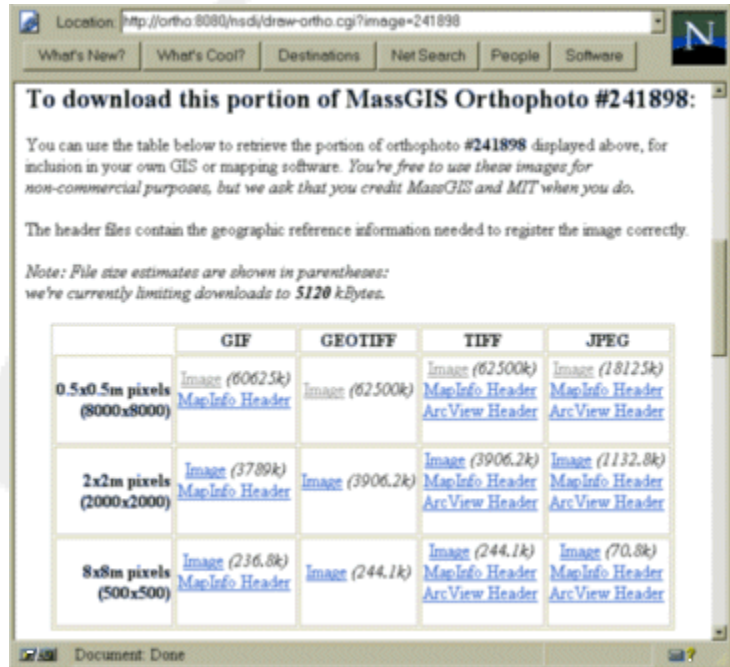 Location: http://ortho:8080/nsdi/draw-ortho.cgi?image=241898
N
What's New? What's Cool? Destinations Net Search People Software
To download this portion of MassGIS Orthophoto #241898:
You can use the table below to retrieve the portion of orthophoto #241898 displayed above, for
inclusion in your own GIS or mapping software. You're free to use these images for
non-commercial purposes, but we ask that you credit MassGIS and MIT when you do.
The header files contain the geographic reference information needed to register the image correctly.
Note: File size estimates are shown in parentheses:
we're currently limiting downloads to 5120 kBytes.
GIF GEOTIFF TIFF JPEG
0.5x0.5m pixels
(8000x8000)
Image (60625k)
MapInfo Header
Image (62500k)
Image (62500k)
MapInfo Header
ArcView Header
Image (18125k)
MapInfo Header
ArcView Header
2x2m pixels
(2000x2000)
Image (3789k)
MapInfo Header
Image (3906.2k)
Image (3906.2k)
MapInfo Header
ArcView Header
Image (1132.8k)
MapInfo Header
ArcView Header
8x8m pixels
(500x500)
Image (236.8k)
MapInfo Header
Image (244.1k)
Image (244.1k)
MapInfo Header
ArcView Header
Image (70.8k)
MapInfo Header
ArcView Header
Document: Done